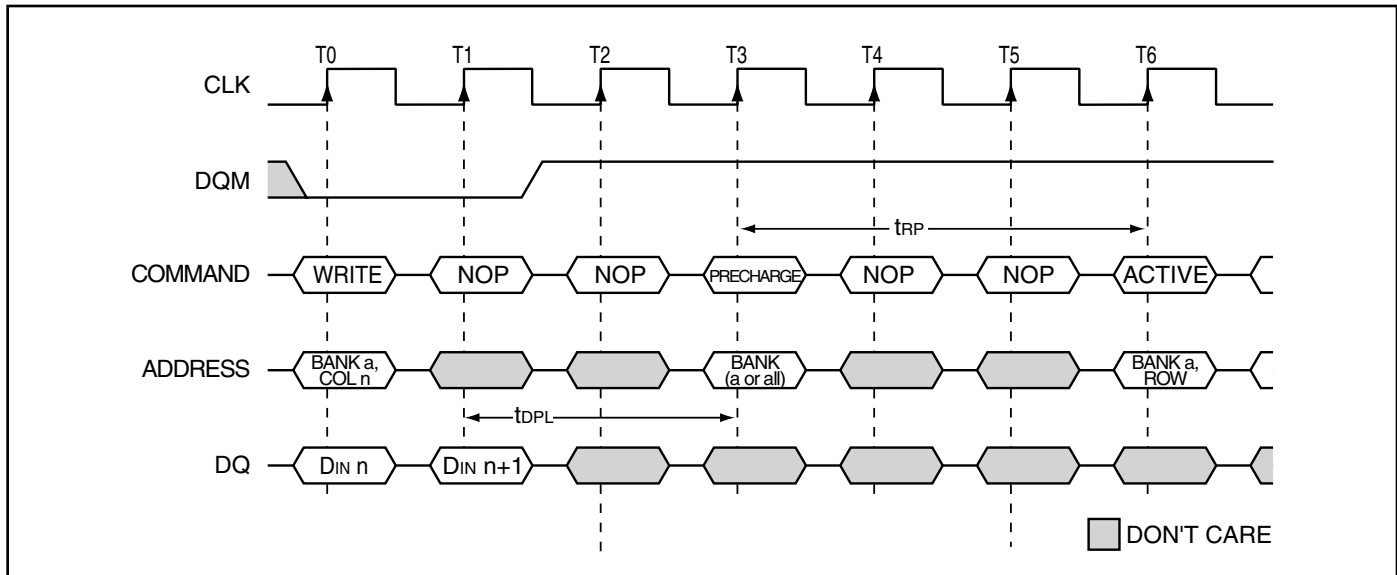 T0 T1 T2 T3 T4 T5 T6
CLK
DQM
tRP
COMMAND WRITE NOP NOP PRECHARGE NOP NOP ACTIVE
ADDRESS BANK a, COL n BANK (a or all) BANK a, ROW
tDPL
DQ DIN n DIN n+1
DON'T CARE